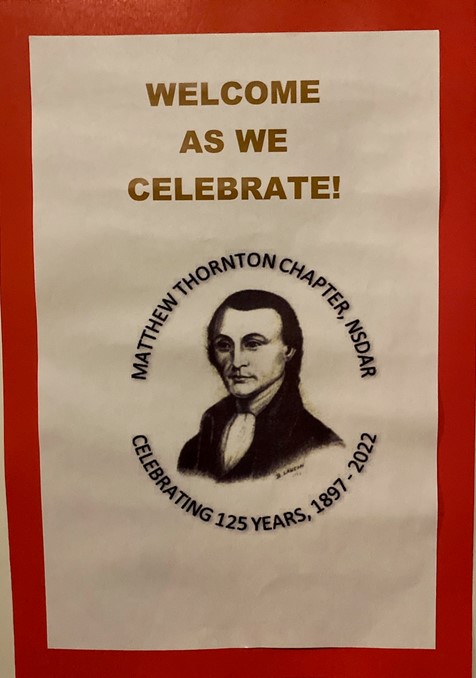 WELCOME
AS WE
CELEBRATE!
MATTHEW THORNTON CHAPTER, NSDAR
CELEBRATING 125 YEARS, 1897 - 2022